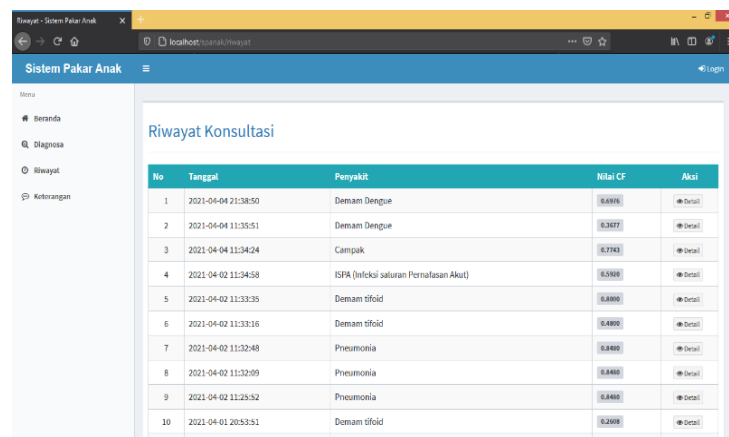 Riwayat - Sistem Pakar Anak
localhost/spanak/riwayat
Sistem Pakar Anak
Login
Menu
Beranda
Diagnosa
Riwayat
Keterangan
Riwayat Konsultasi
No Tanggal Penyakit Nilai CF Aksi
1 2021-04-04 21:38:50 Demam Dengue 0.6976 Detail
2 2021-04-04 11:35:51 Demam Dengue 0.3677 Detail
3 2021-04-04 11:34:24 Campak 0.7743 Detail
4 2021-04-02 11:34:58 ISPA (Infeksi saluran Pernafasan Akut) 0.5920 Detail
5 2021-04-02 11:33:35 Demam tifoid 0.8000 Detail
6 2021-04-02 11:33:16 Demam tifoid 0.4800 Detail
7 2021-04-02 11:32:48 Pneumonia 0.8480 Detail
8 2021-04-02 11:32:09 Pneumonia 0.8480 Detail
9 2021-04-02 11:25:52 Pneumonia 0.8480 Detail
10 2021-04-01 20:53:51 Demam tifoid 0.2608 Detail